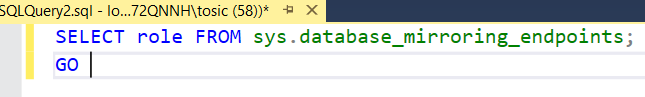 SQLQuery2.sql - lo...72QNNH\tosic (58))*
SELECT role FROM sys.database_mirroring_endpoints;
GO